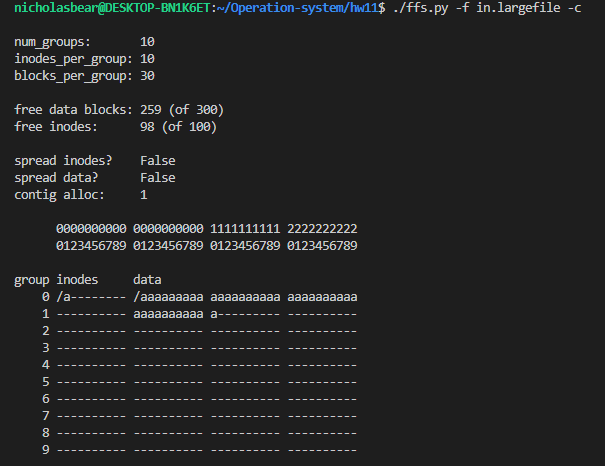 nicholasbear@DESKTOP-BN1K6ET:~/Operation-system/hw11$ ./ffs.py -f in.largefile -c
num_groups:       10
inodes_per_group: 10
blocks_per_group: 30
free data blocks: 259 (of 300)
free inodes:      98 (of 100)
spread inodes?    False
spread data?      False
contig alloc:     1
      0000000000 0000000000 1111111111 2222222222
      0123456789 0123456789 0123456789 0123456789
group inodes     data
    0 /a-------- /aaaaaaaaa aaaaaaaaaa aaaaaaaaaa
    1 ---------- aaaaaaaaaa a--------- ----------
    2 ---------- ---------- ---------- ----------
    3 ---------- ---------- ---------- ----------
    4 ---------- ---------- ---------- ----------
    5 ---------- ---------- ---------- ----------
    6 ---------- ---------- ---------- ----------
    7 ---------- ---------- ---------- ----------
    8 ---------- ---------- ---------- ----------
    9 ---------- ---------- ---------- ----------